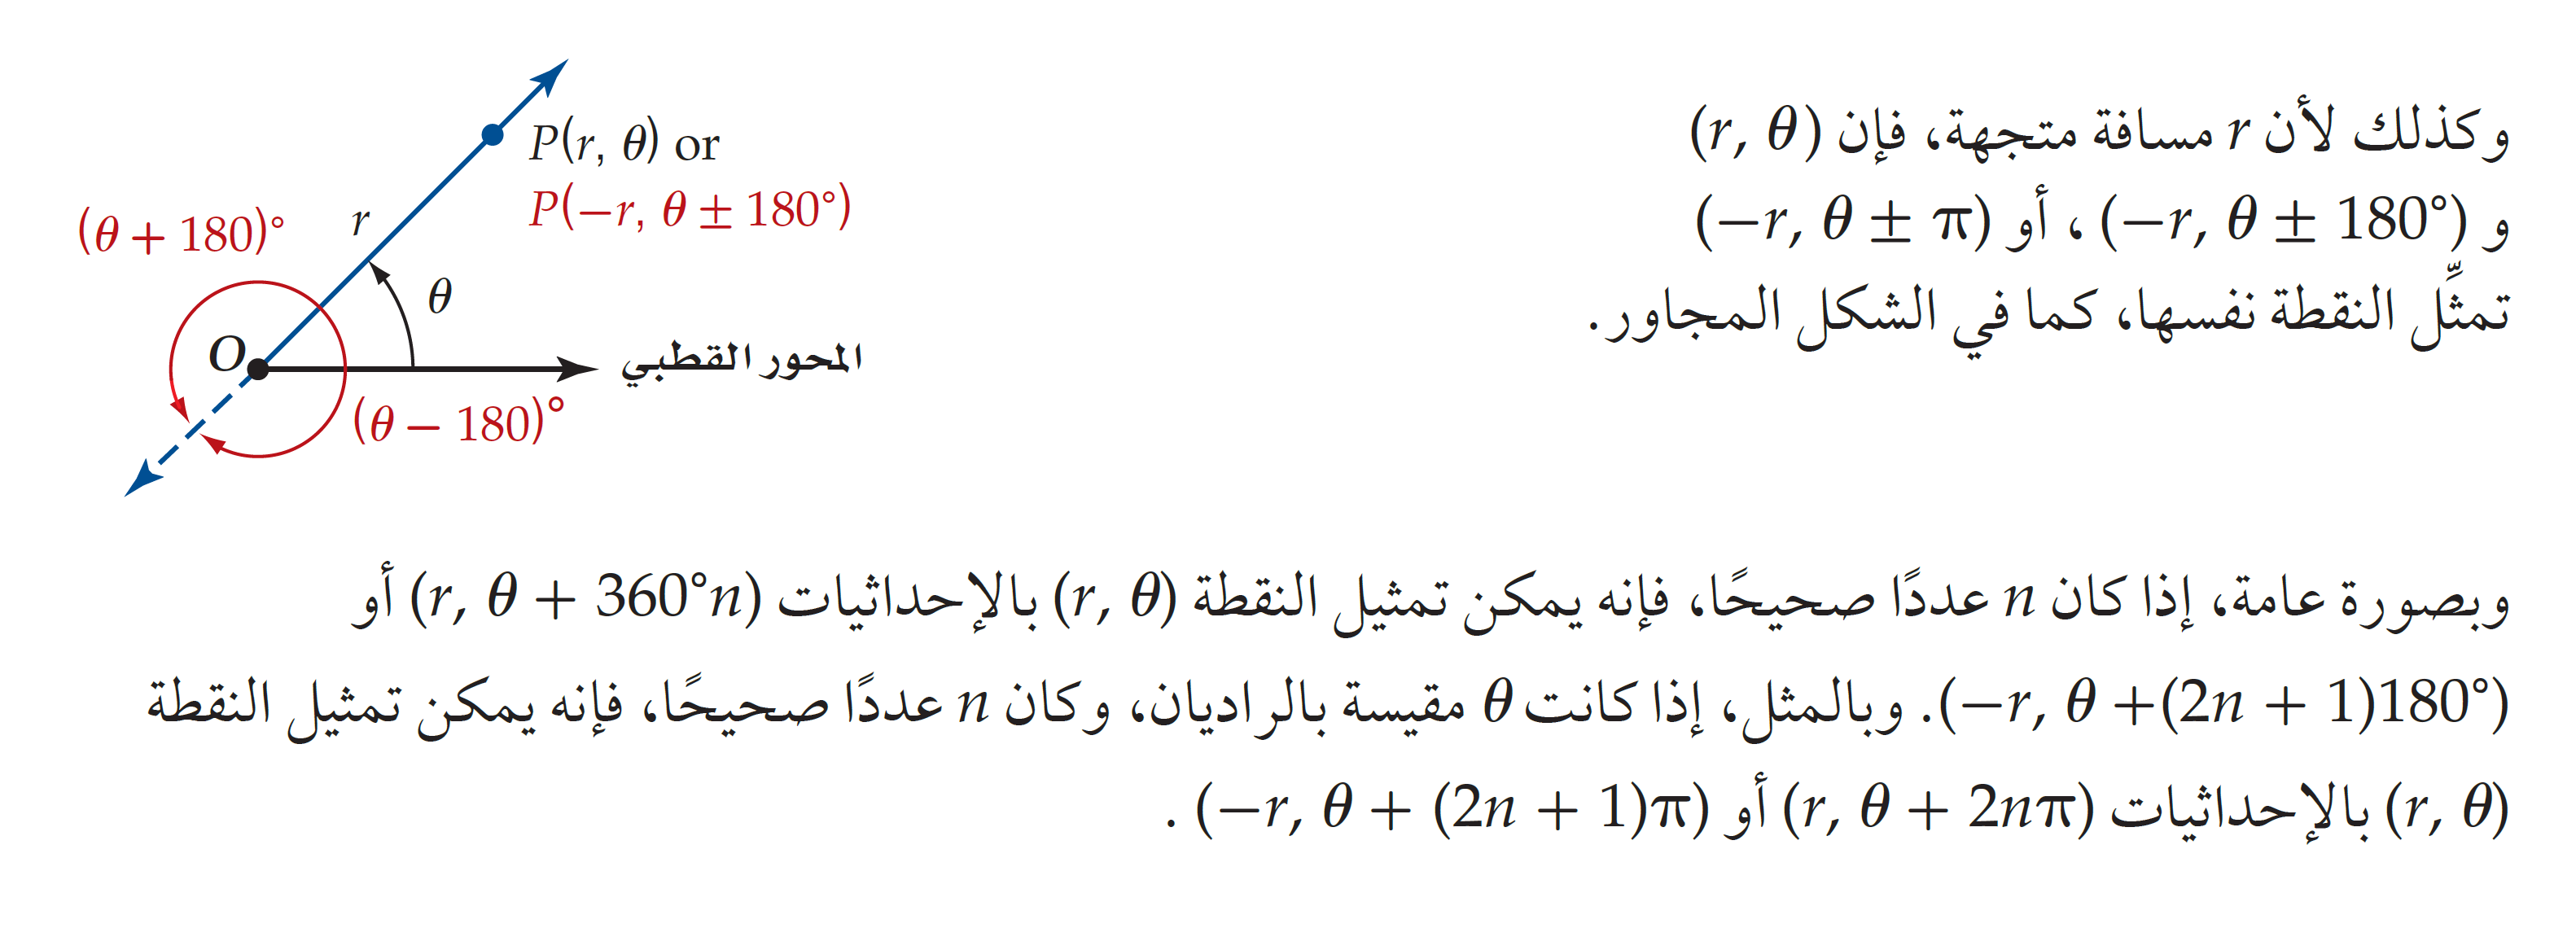 وكذلك لأن r مسافة متجهة، فإن (r, θ)
و (−r, θ ± 180°) ، أو (−r, θ ± π)
تمثِّل النقطة نفسها، كما في الشكل المجاور.
P(r, θ) or
P(−r, θ ± 180°)
(θ + 180)°
r
θ
O
المحور القطبي
(θ − 180)°
وبصورة عامة، إذا كان n عددًا صحيحًا، فإنه يمكن تمثيل النقطة (r, θ) بالإحداثيات (r, θ + 360°n) أو
(−r, θ +(2n + 1)180°). وبالمثل، إذا كانت θ مقيسة بالراديان، وكان n عددًا صحيحًا، فإنه يمكن تمثيل النقطة
(r, θ) بالإحداثيات (r, θ + 2nπ) أو (−r, θ + (2n + 1)π) .